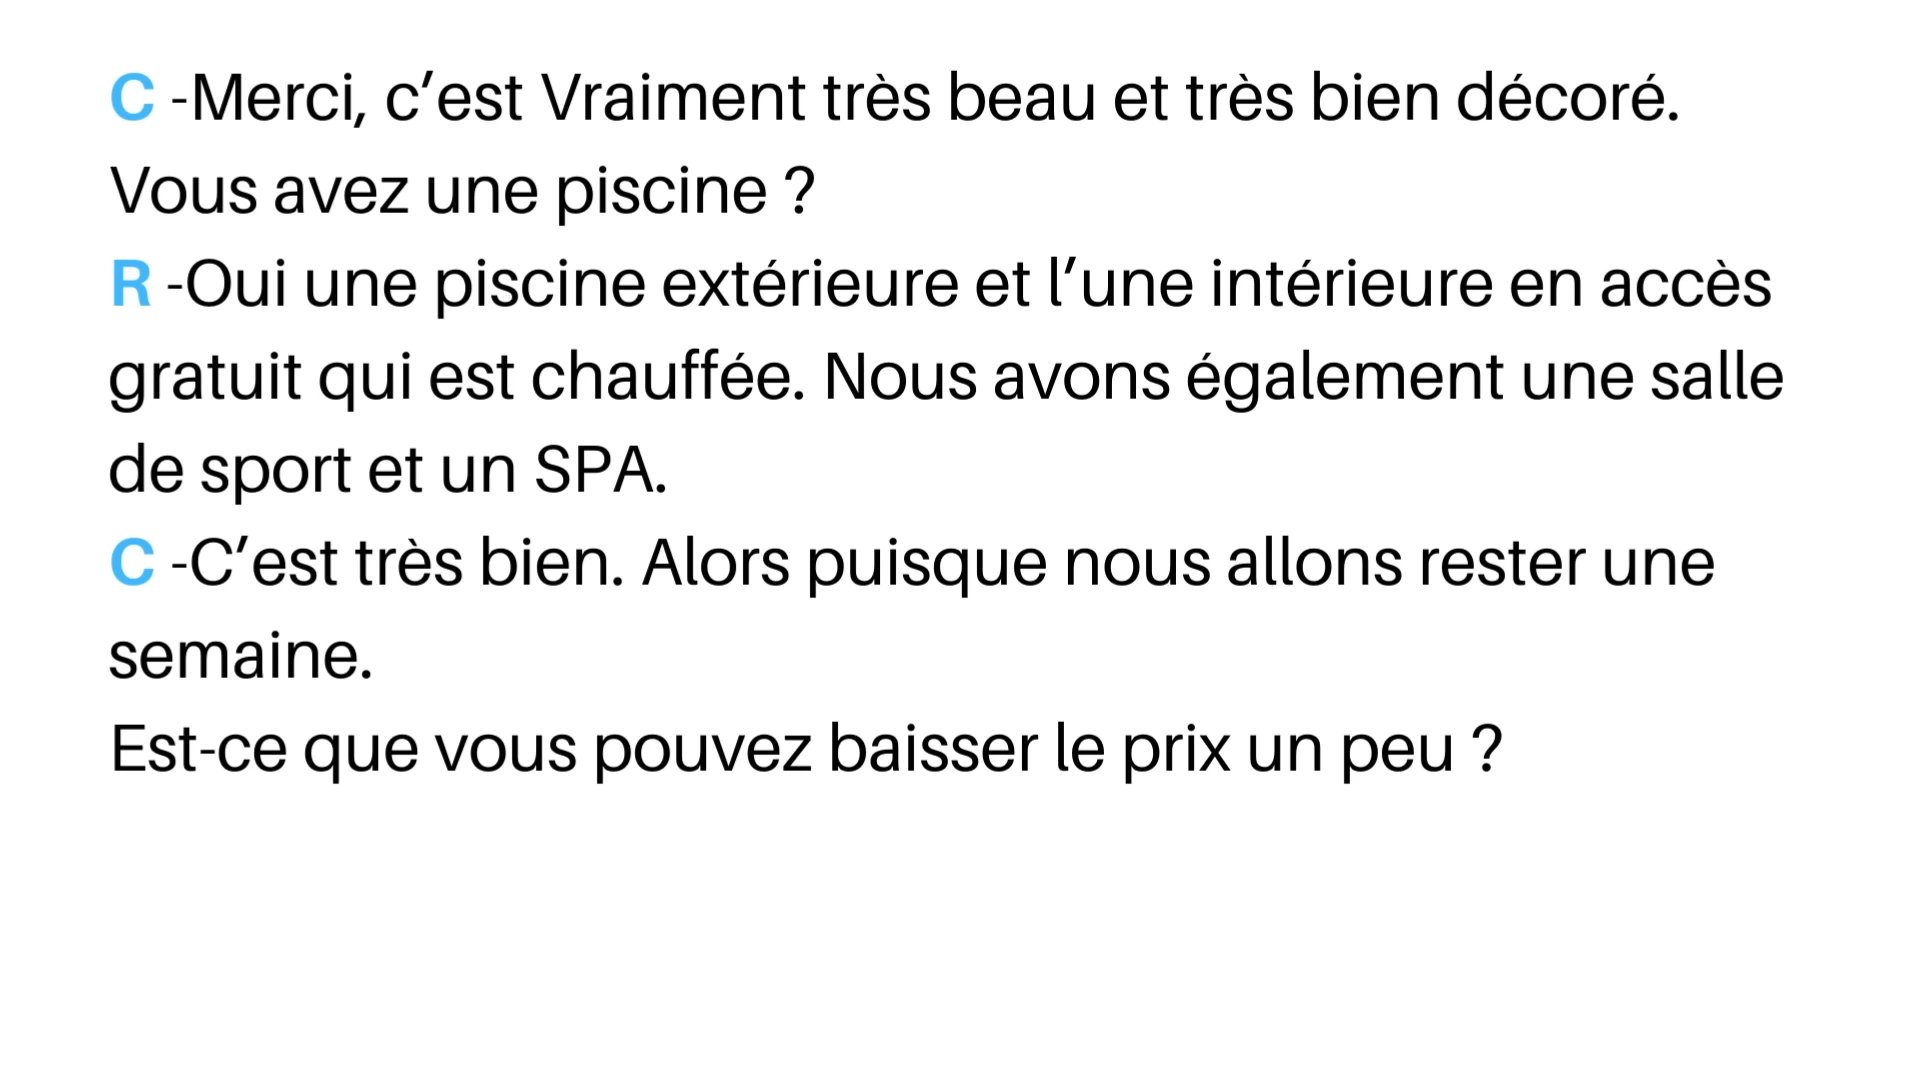 C -Merci, c’est Vraiment très beau et très bien décoré.
Vous avez une piscine ?
R -Oui une piscine extérieure et l’une intérieure en accès
gratuit qui est chauffée. Nous avons également une salle
de sport et un SPA.
C -C’est très bien. Alors puisque nous allons rester une
semaine.
Est-ce que vous pouvez baisser le prix un peu ?